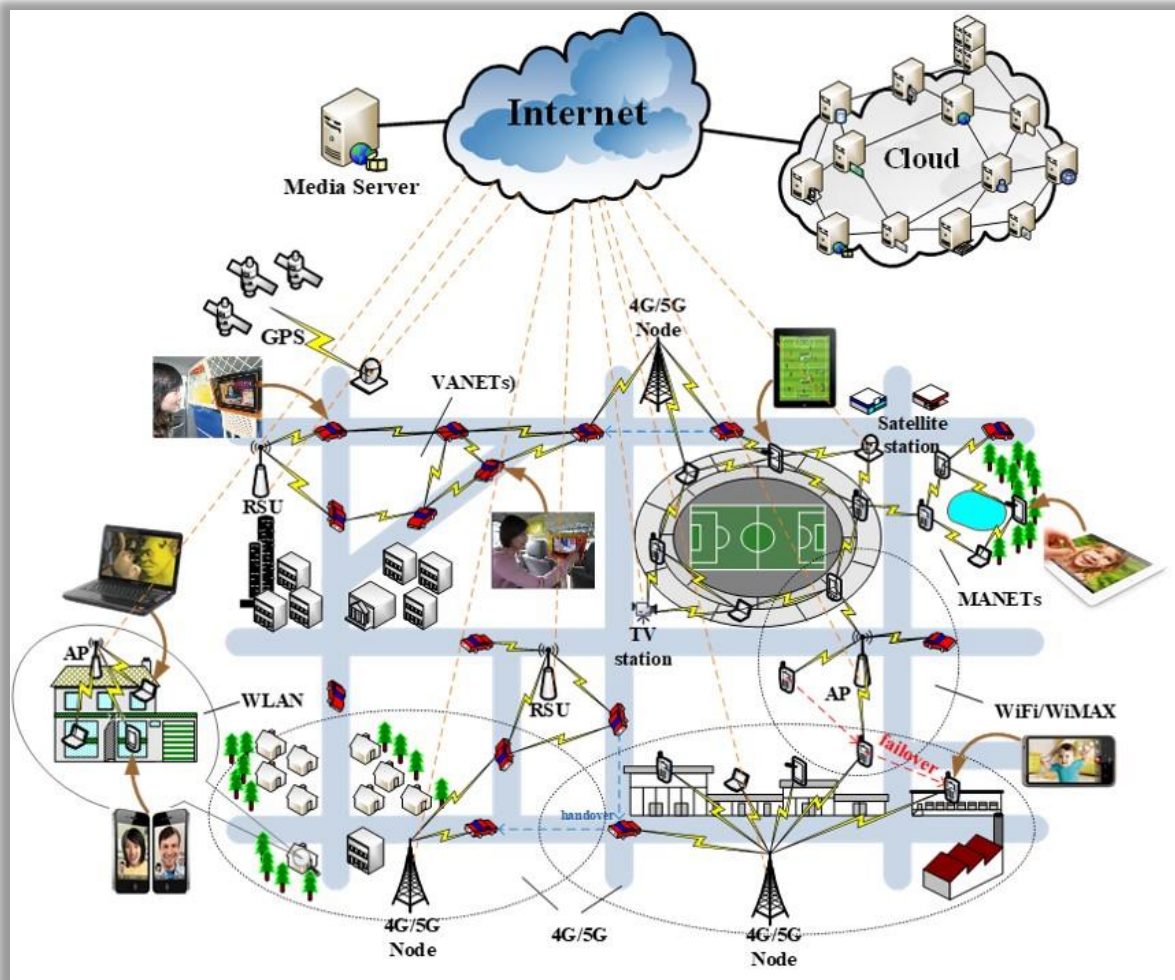 Internet
Cloud
Media Server
GPS
4G/5G
Node
VANETs)
Satellite
station
RSU
MANETs
TV
station
AP
WLAN
RSU
AP
WiFi/WiMAX
failover
handover
4G/5G
Node
4G/5G
4G/5G
Node